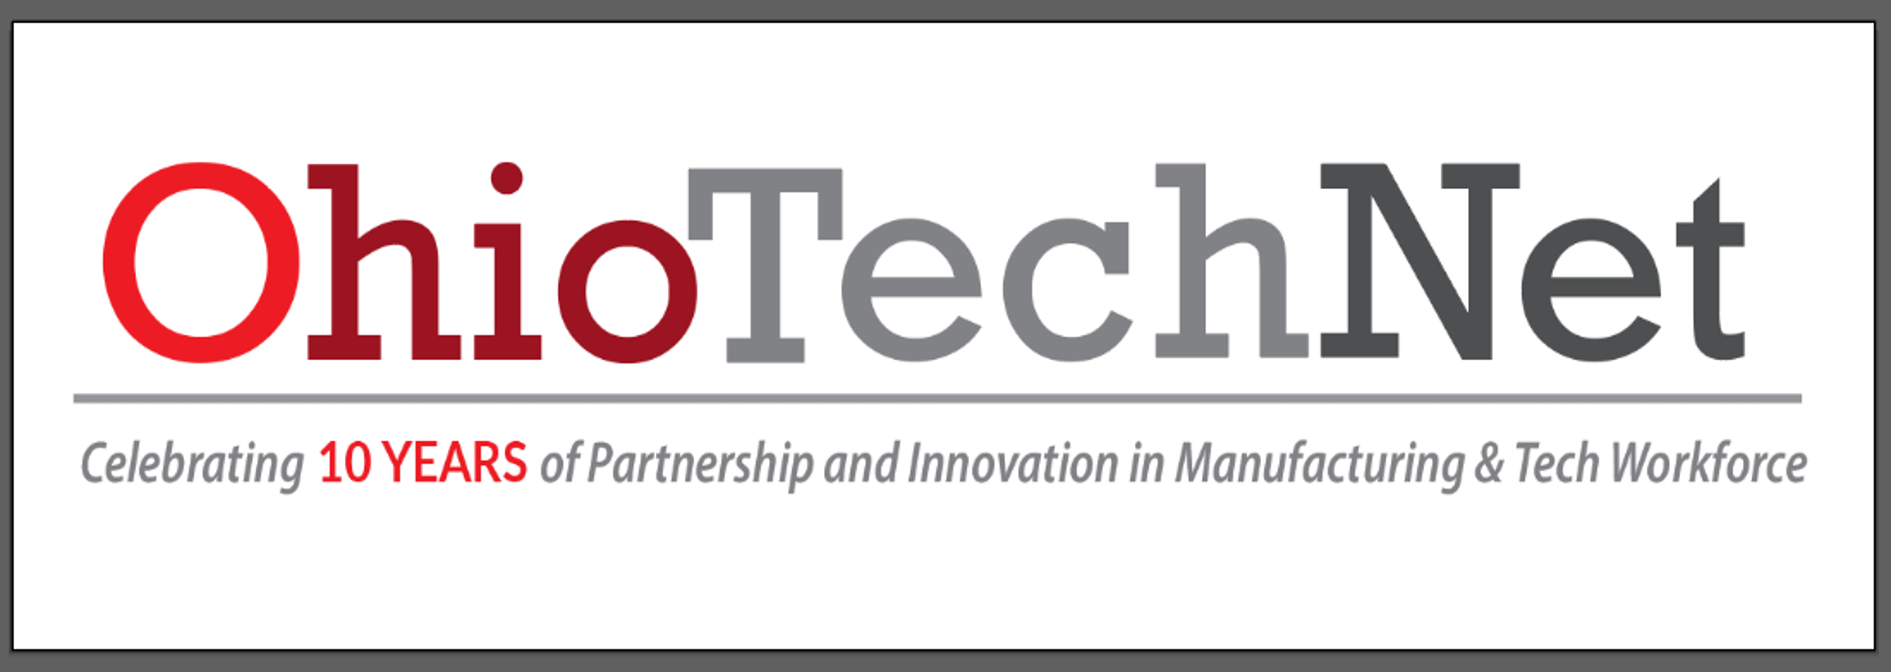 OhioTechNet
Celebrating 10 YEARS of Partnership and Innovation in Manufacturing & Tech Workforce